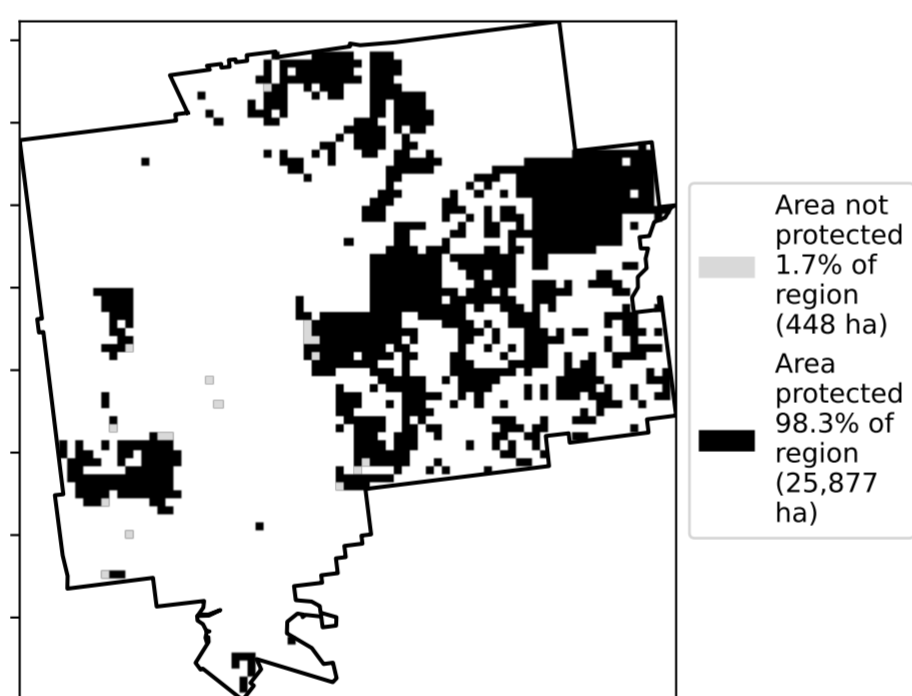 Area not
protected
1.7% of
region
(448 ha)
Area
protected
98.3% of
region
(25,877
ha)